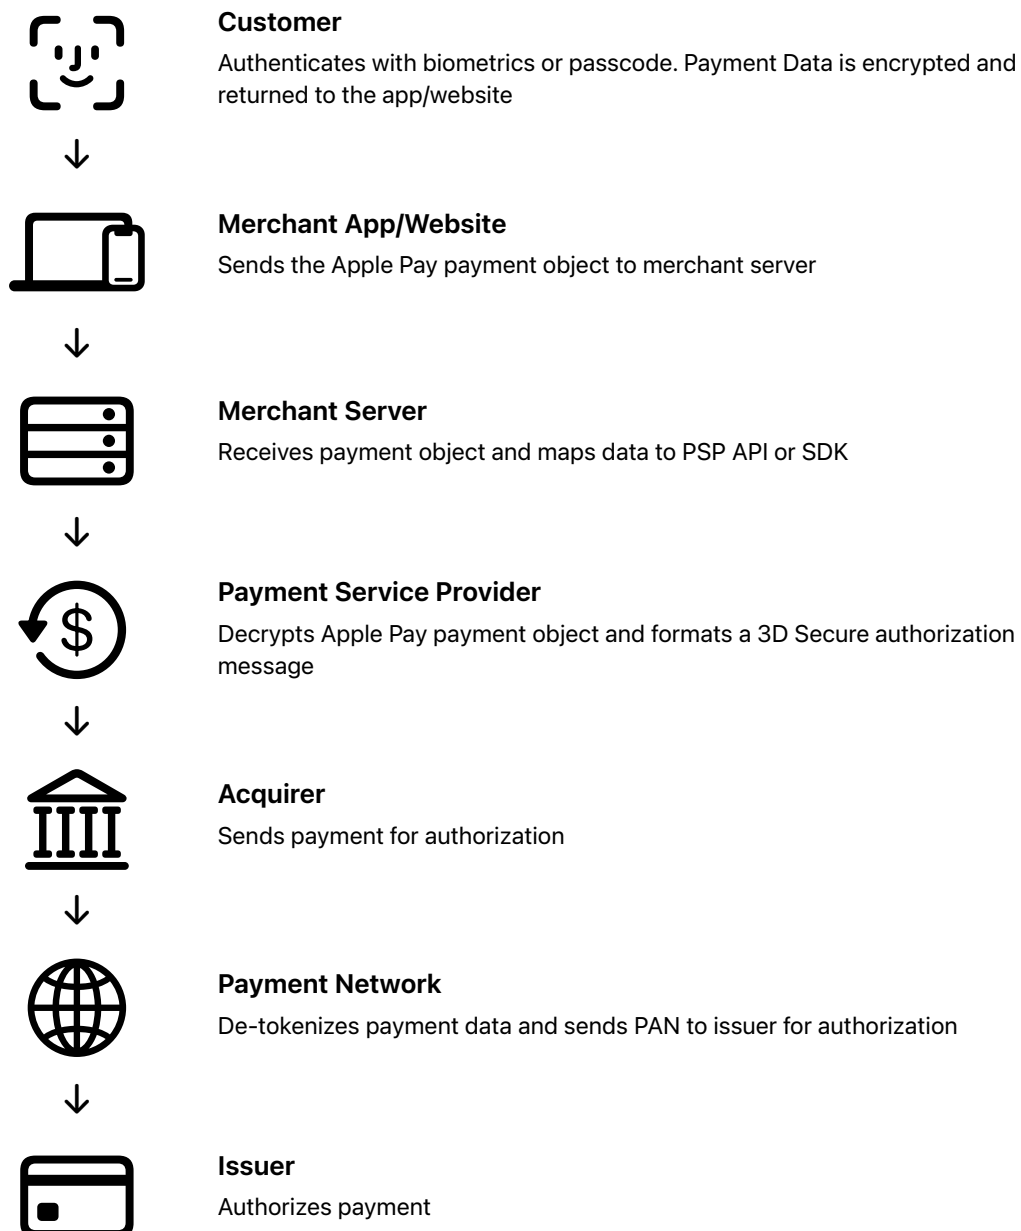 Customer
Authenticates with biometrics or passcode. Payment Data is encrypted and
returned to the app/website
Merchant App/Website
Sends the Apple Pay payment object to merchant server
Merchant Server
Receives payment object and maps data to PSP API or SDK
$
Payment Service Provider
Decrypts Apple Pay payment object and formats a 3D Secure authorization
message
Acquirer
Sends payment for authorization
Payment Network
De-tokenizes payment data and sends PAN to issuer for authorization
Issuer
Authorizes payment